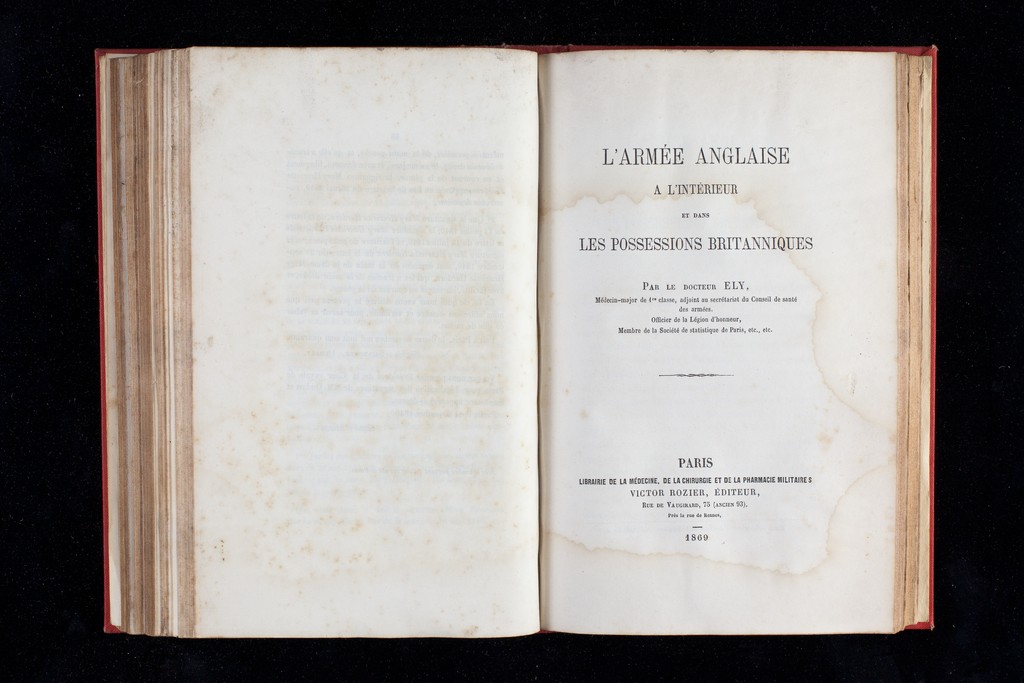 L'ARMÉE ANGLAISE
A L'INTÉRIEUR
ET DANS
LES POSSESSIONS BRITANNIQUES
PAR LE DOCTEUR ELY,
Médecin-major de 1re classe, adjoint au secrétariat du Conseil de santé
des armées.
Officier de la Légion d'honneur,
Membre de la Société de statistique de Paris, etc., etc.
PARIS
LIBRAIRIE DE LA MÉDECINE, DE LA CHIRURGIE ET DE LA PHARMACIE MILITAIRES
VICTOR ROZIER, ÉDITEUR,
RUE DE VAUGIRARD, 75 (ANCIEN 93).
Près la rue de Rennes,
1869